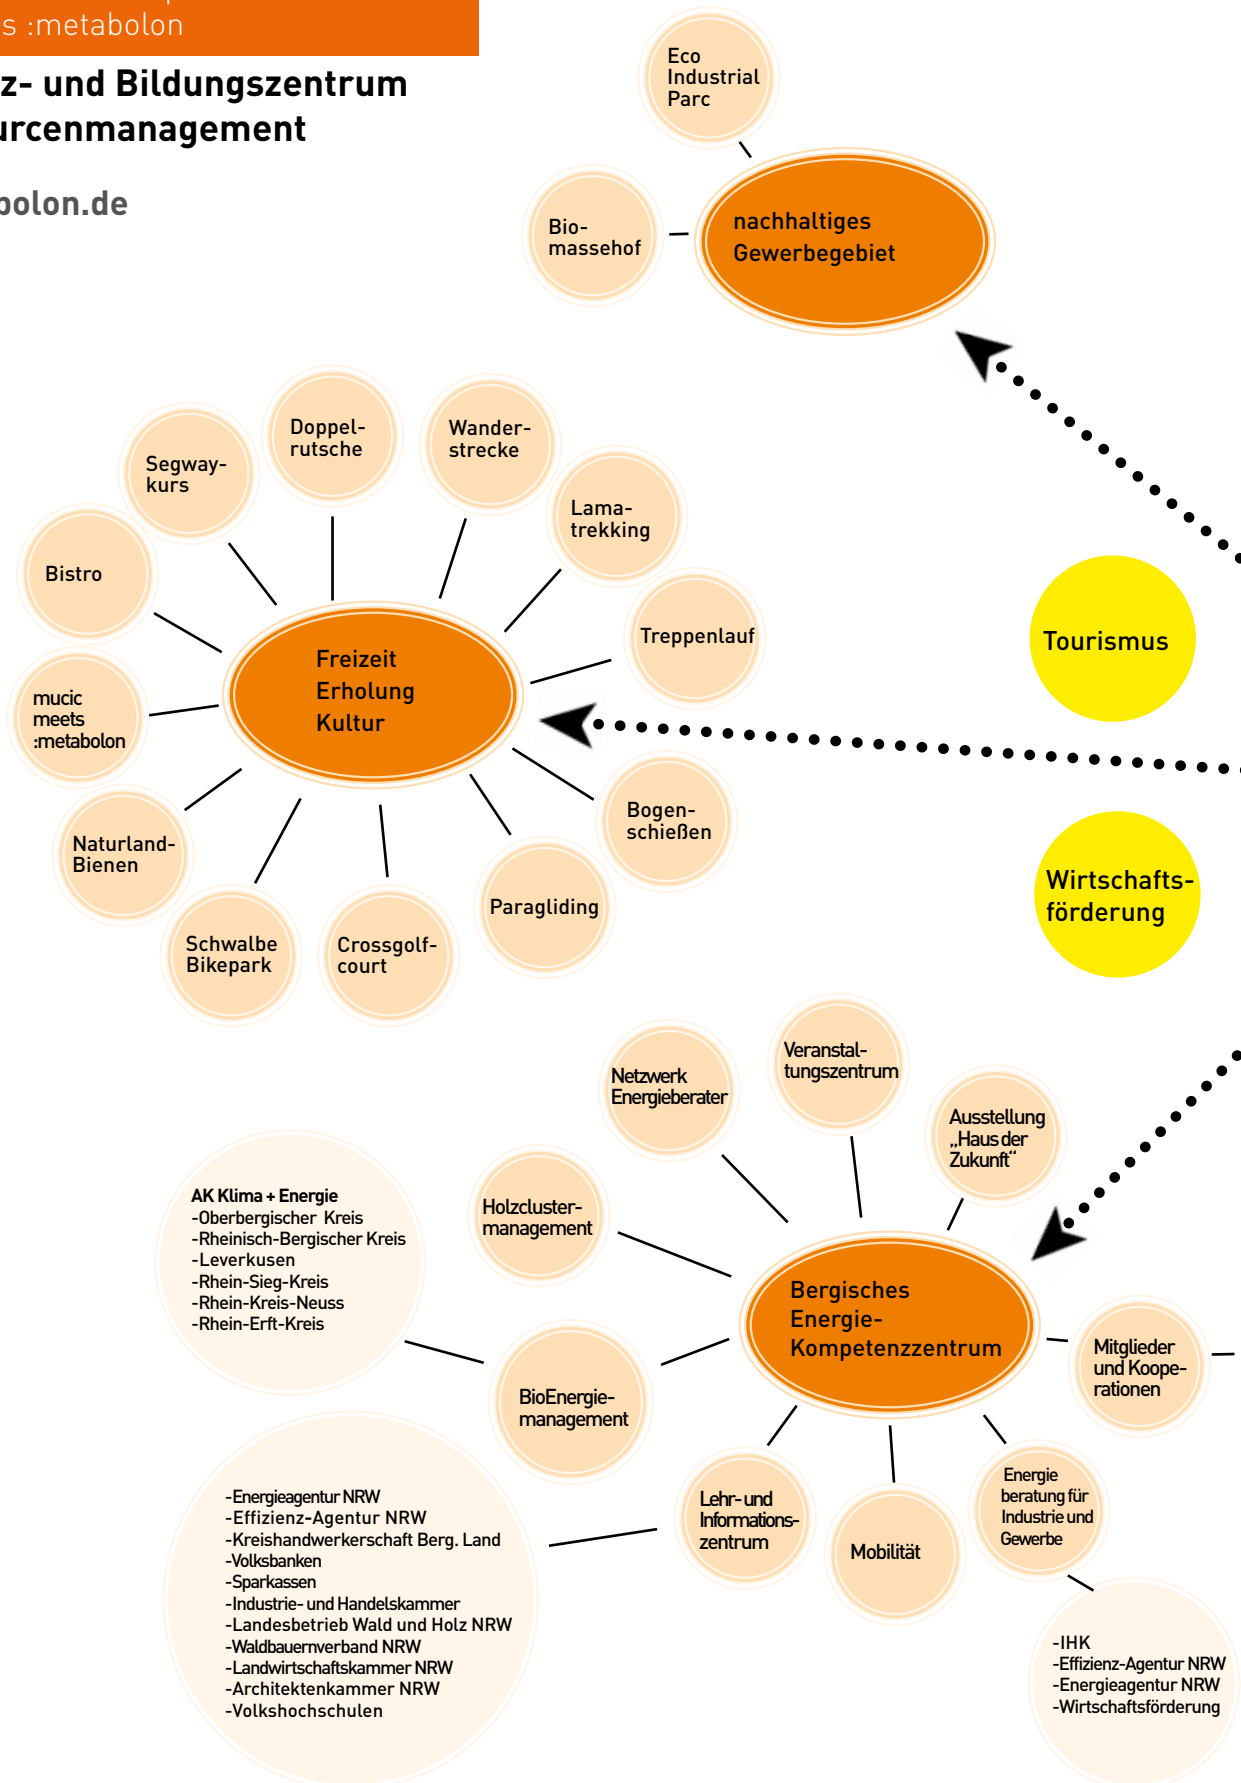 s :metabolon
z- und Bildungszentrum
urcenmanagement
bolon.de
Eco
Industrial
Parc
Bio-
massehof
nachhaltiges
Gewerbegebiet
Doppel-
rutsche
Wander-
strecke
Segway-
kurs
Lama-
trekking
Bistro
Treppenlauf
Freizeit
Erholung
Kultur
mucic
meets
:metabolon
Naturland-
Bienen
Schwalbe
Bikepark
Crossgolf-
court
Paragliding
Bogen-
schießen
Tourismus
Wirtschafts-
förderung
Netzwerk
Energieberater
Veranstal-
tungszentrum
Ausstellung
„Haus der
Zukunft“
Holzcluster-
management
AK Klima + Energie
-Oberbergischer Kreis
-Rheinisch-Bergischer Kreis
-Leverkusen
-Rhein-Sieg-Kreis
-Rhein-Kreis-Neuss
-Rhein-Erft-Kreis
Bergisches
Energie-
Kompetenzzentrum
Mitglieder
und Koope-
rationen
BioEnergie-
management
Lehr- und
Informations-
zentrum
Mobilität
Energie
beratung für
Industrie und
Gewerbe
-Energieagentur NRW
-Effizienz-Agentur NRW
-Kreishandwerkerschaft Berg. Land
-Volksbanken
-Sparkassen
-Industrie- und Handelskammer
-Landesbetrieb Wald und Holz NRW
-Waldbauernverband NRW
-Landwirtschaftskammer NRW
-Architektenkammer NRW
-Volkshochschulen
-IHK
-Effizienz-Agentur NRW
-Energieagentur NRW
-Wirtschaftsförderung